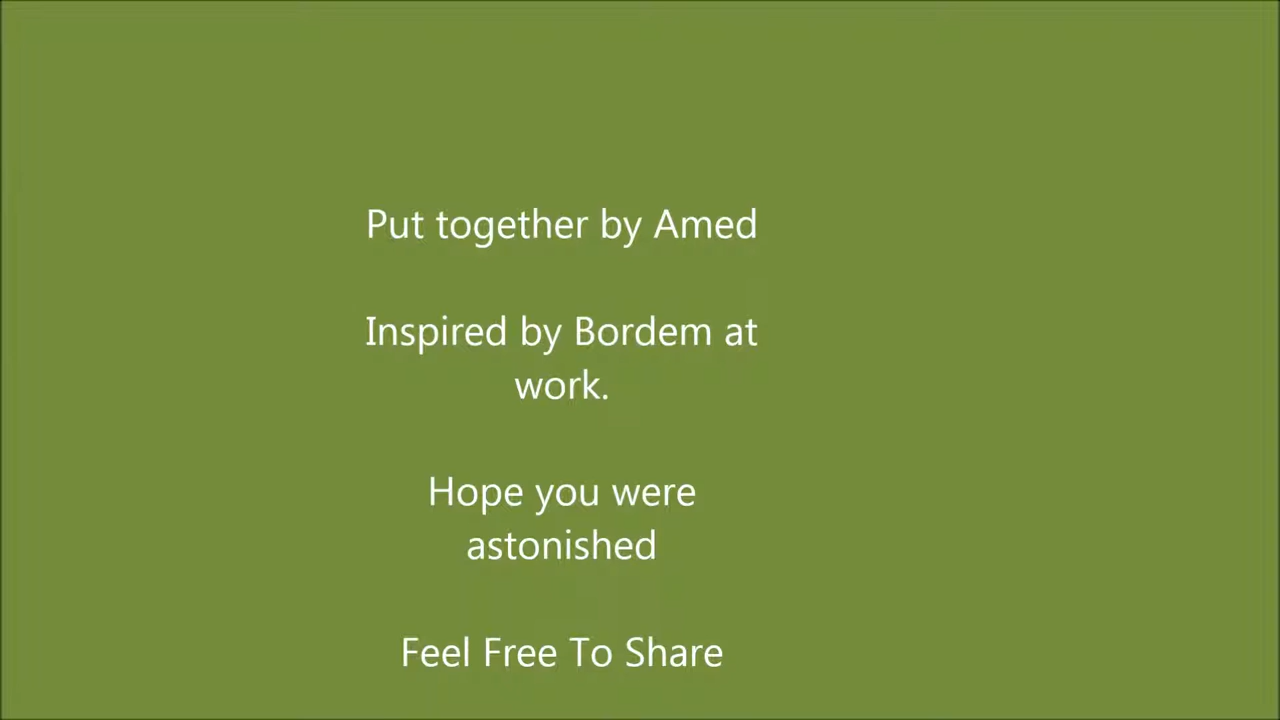 Put together by Amed
Inspired by Bordem at
work.
Hope you were
astonished
Feel Free To Share